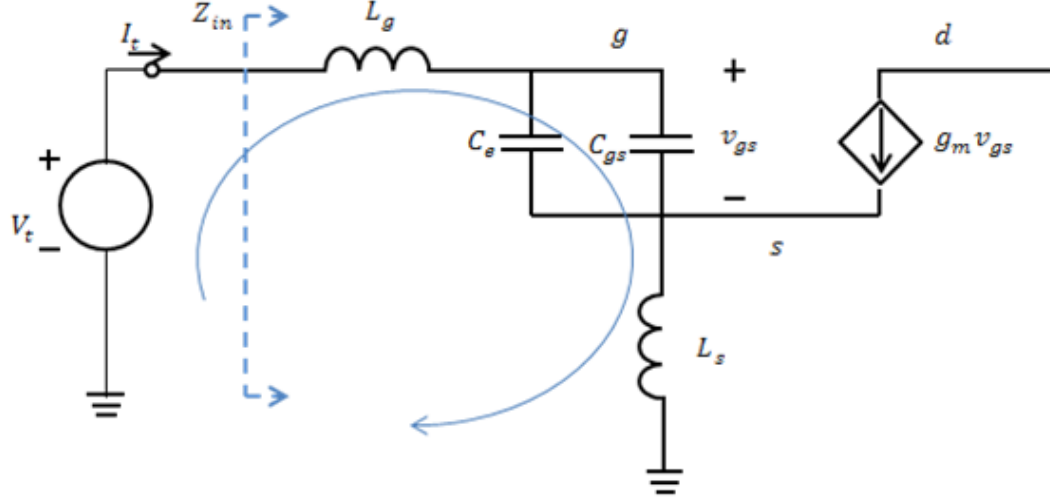 Z_in
L_g
I_t
g
d
+
C_e
C_gs
v_gs
g_m v_gs
+
V_t
−
−
s
L_s